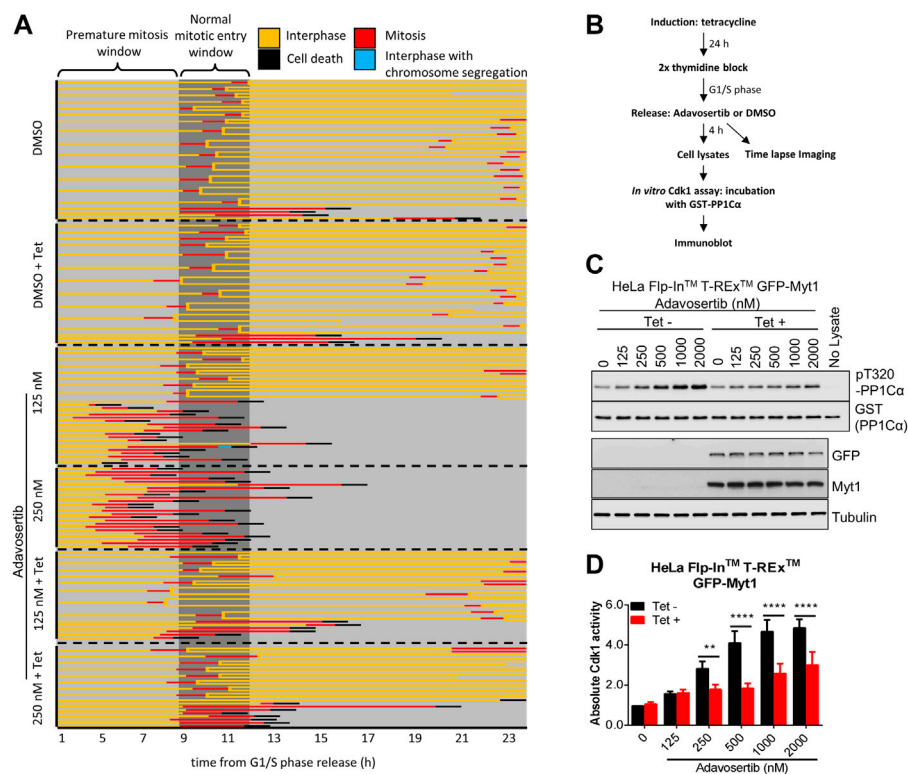 A
Premature mitosis
window
Normal
mitotic entry
window
Interphase
Mitosis
Cell death
Interphase with
chromosome segregation
DMSO
DMSO + Tet
125 nM
250 nM
125 nM + Tet
250 nM + Tet
Adavosertib
1 5 7 9 11 13 15 17 19 21 23
time from G1/S phase release (h)
B
Induction: tetracycline
24 h
2x thymidine block
G1/S phase
Release: Adavosertib or DMSO
4 h
Cell lysates Time lapse Imaging
In vitro Cdk1 assay: incubation
with GST-PP1Cα
Immunoblot
C
HeLa Flp-In™ T-REx™ GFP-Myt1
Adavosertib (nM)
Tet - Tet +
0 125 250 500 1000 2000 0 125 250 500 1000 2000 No Lysate
pT320
-PP1Cα
GST
(PP1Cα)
GFP
Myt1
Tubulin
D
HeLa Flp-In™ T-REx™
GFP-Myt1
Absolute Cdk1 activity
6.0
4.0
2.0
0.0
Tet -
Tet +
** **** **** ****
0 125 250 500 1000 2000
Adavosertib (nM)